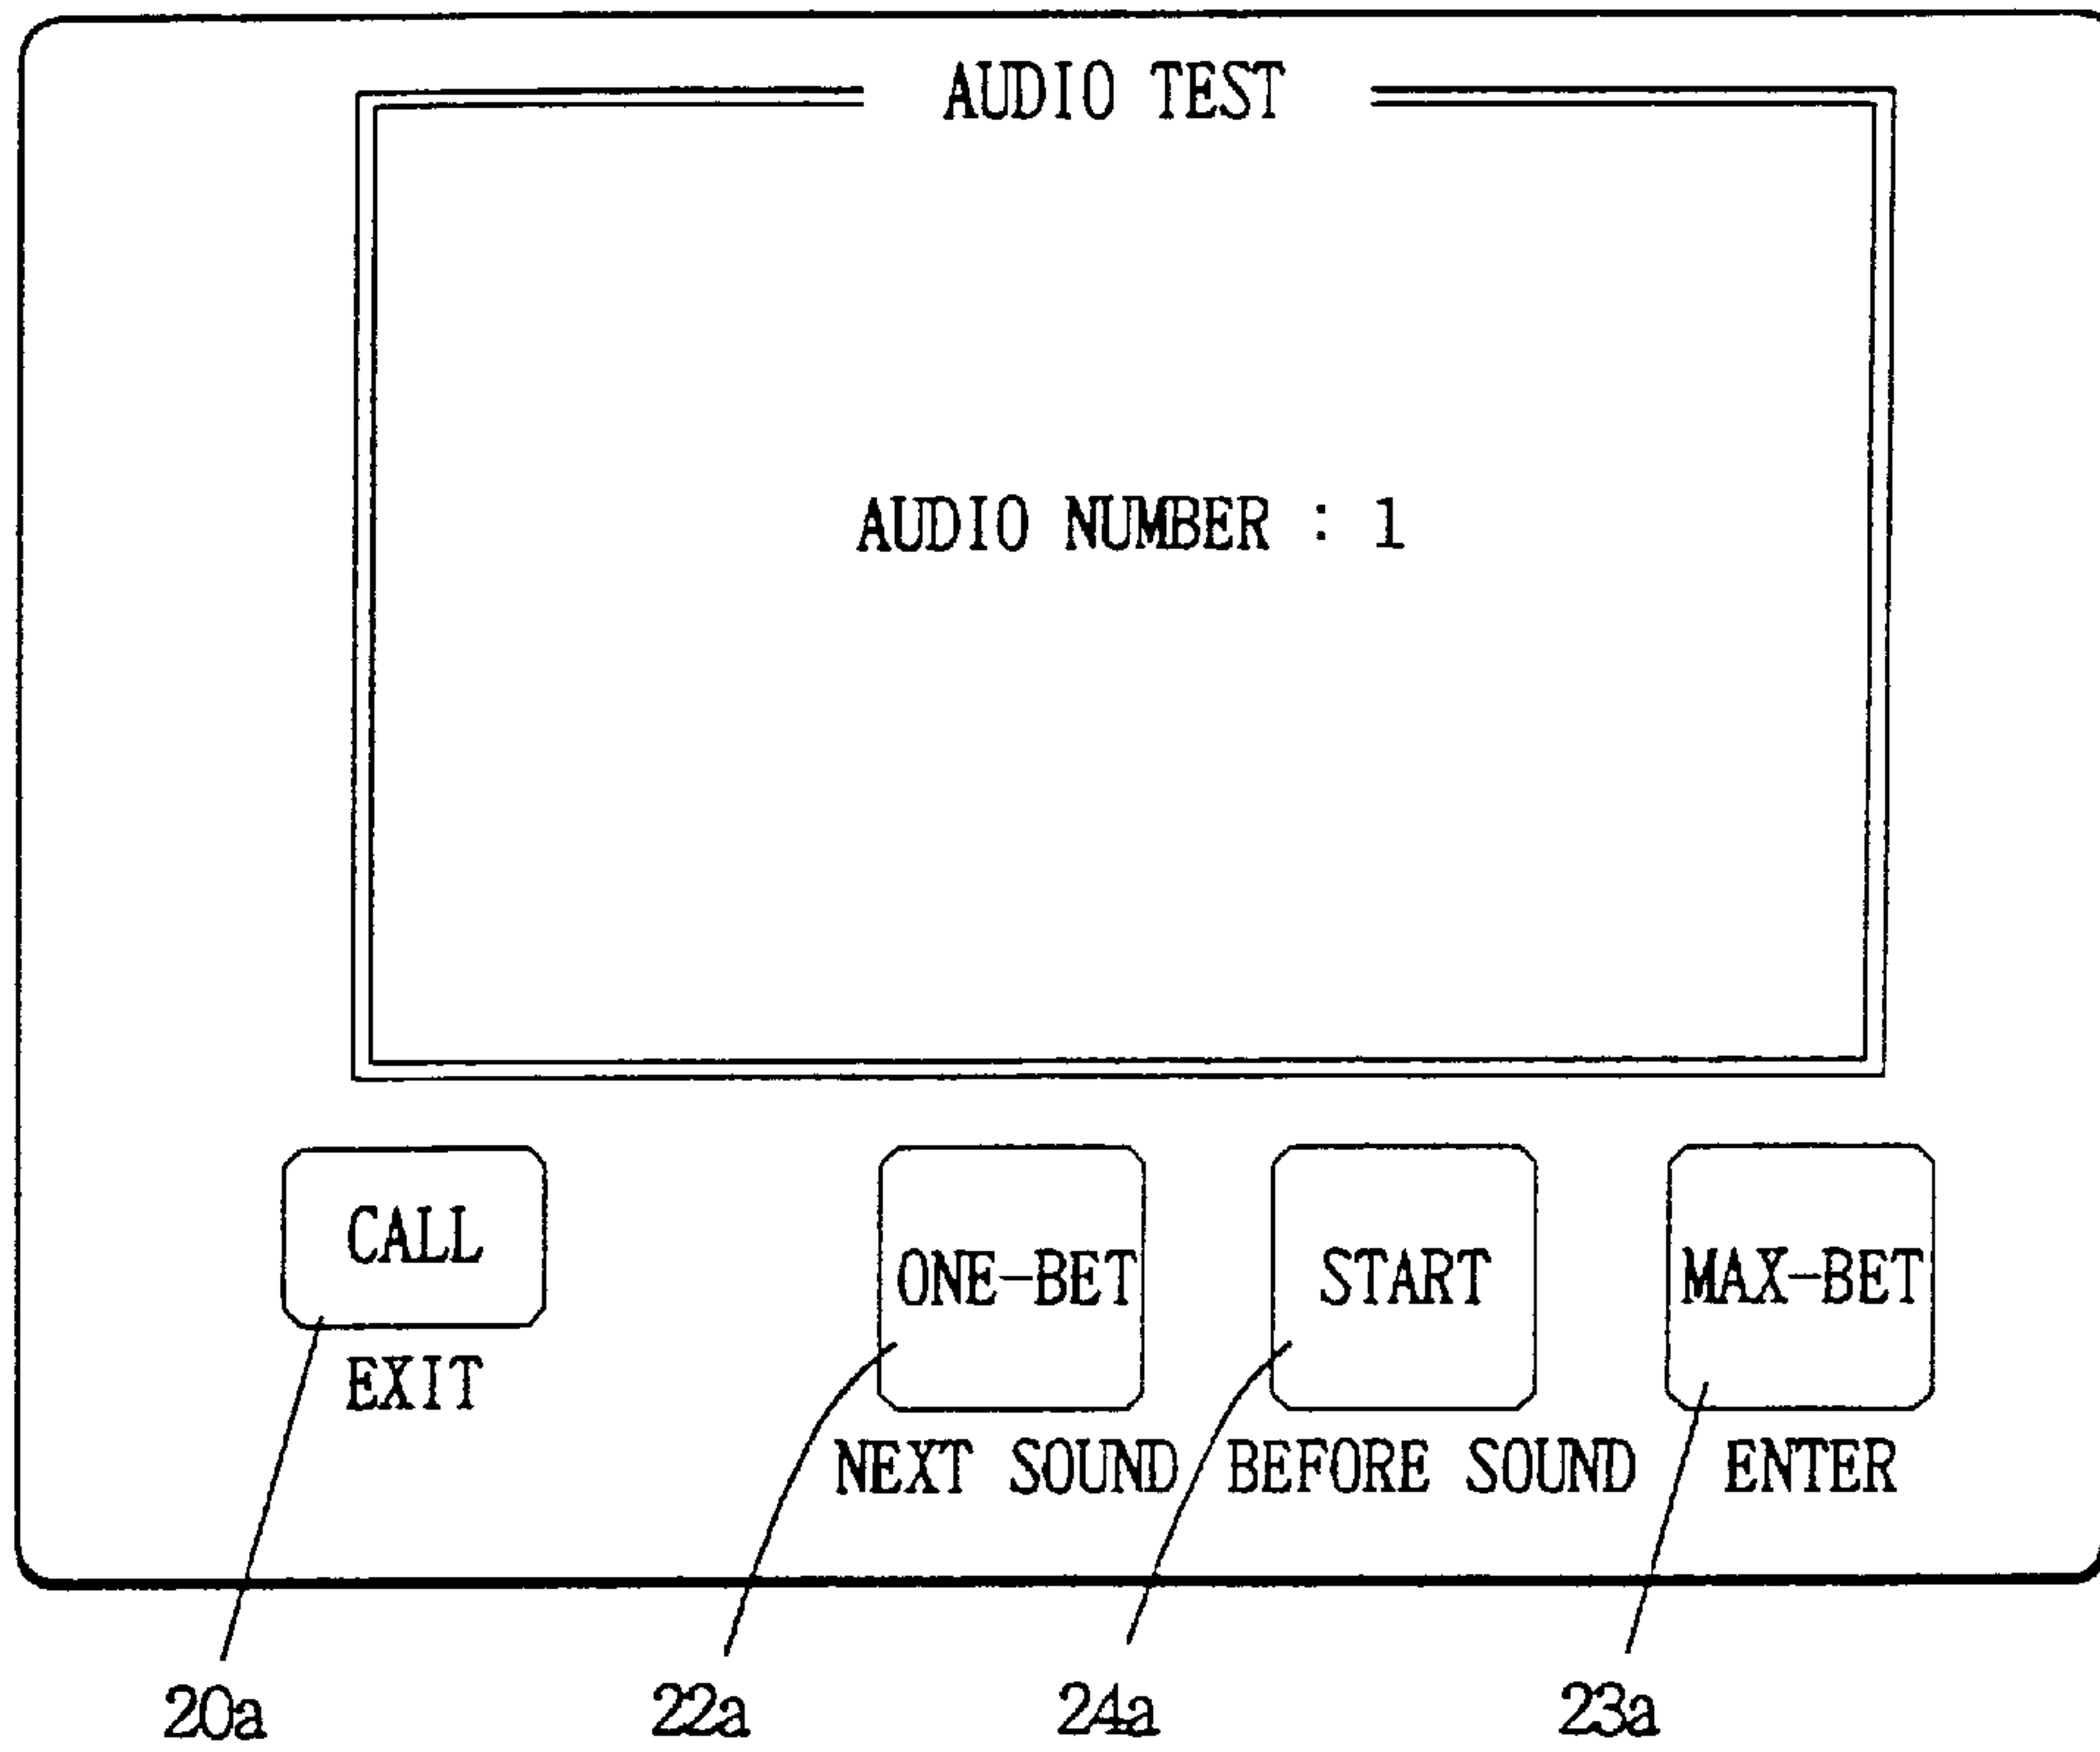 AUDIO TEST
AUDIO NUMBER : 1
CALL
EXIT
ONE-BET
NEXT SOUND
START
BEFORE SOUND
MAX-BET
ENTER
20a
22a
24a
23a